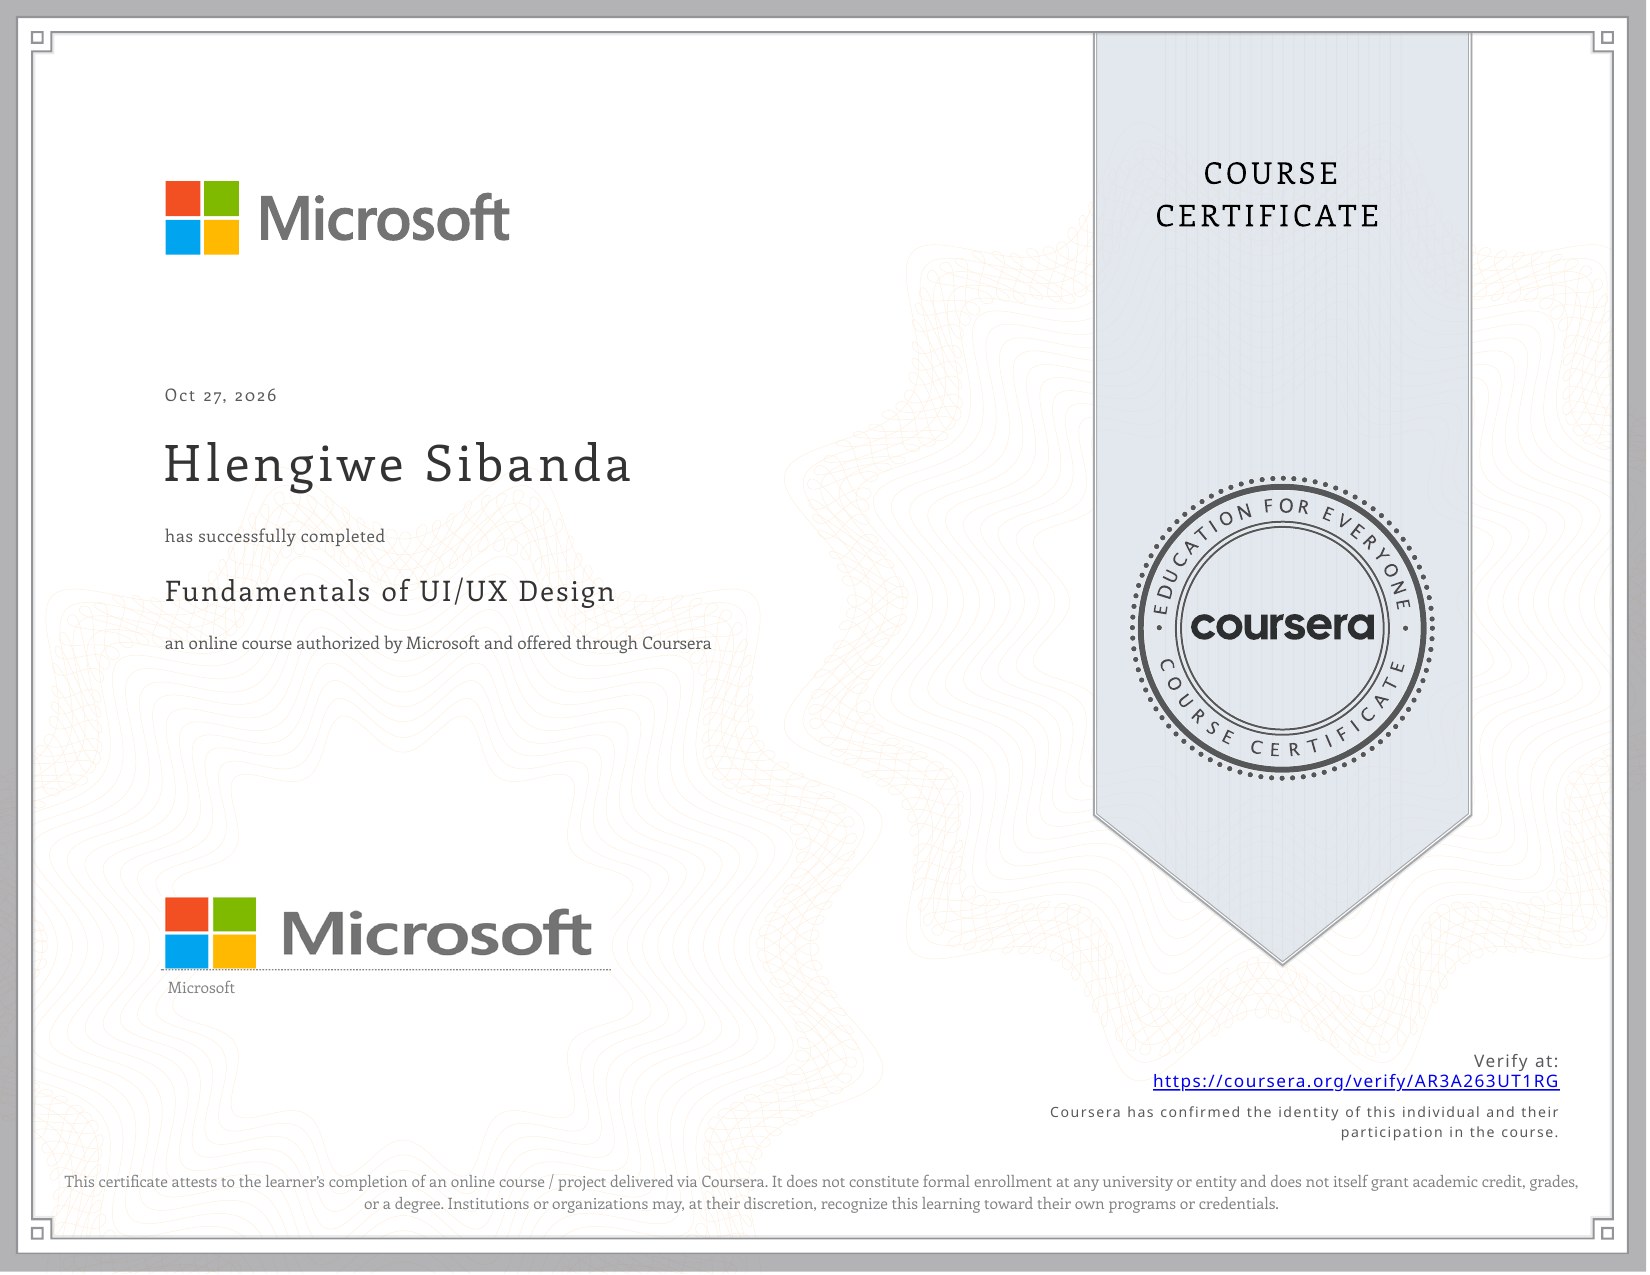 COURSE
CERTIFICATE
Microsoft
Oct 27, 2026
Hlengiwe Sibanda
has successfully completed
Fundamentals of UI/UX Design
an online course authorized by Microsoft and offered through Coursera
EDUCATION FOR EVERYONE
coursera
COURSE CERTIFICATE
Microsoft
Microsoft
Verify at:
https://coursera.org/verify/AR3A263UT1RG
Coursera has confirmed the identity of this individual and their
participation in the course.
This certificate attests to the learner's completion of an online course / project delivered via Coursera. It does not constitute formal enrollment at any university or entity and does not itself grant academic credit, grades,
or a degree. Institutions or organizations may, at their discretion, recognize this learning toward their own programs or credentials.